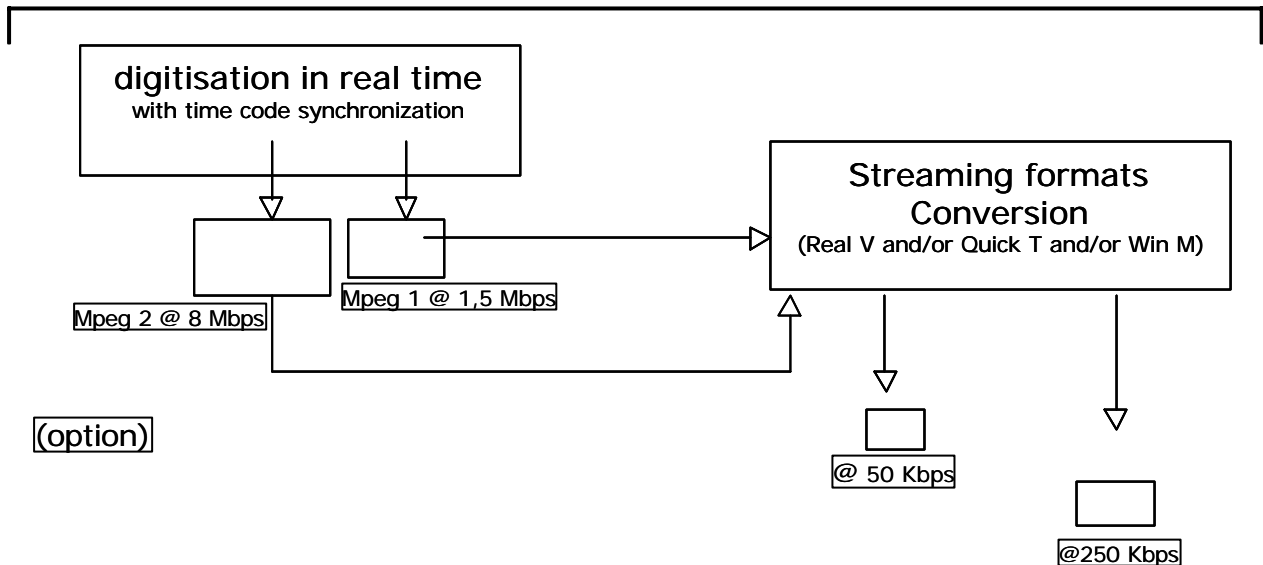 digitisation in real time
with time code synchronization
Streaming formats
Conversion
(Real V and/or Quick T and/or Win M)
Mpeg 1 @ 1,5 Mbps
Mpeg 2 @ 8 Mbps
(option)
@ 50 Kbps
@250 Kbps